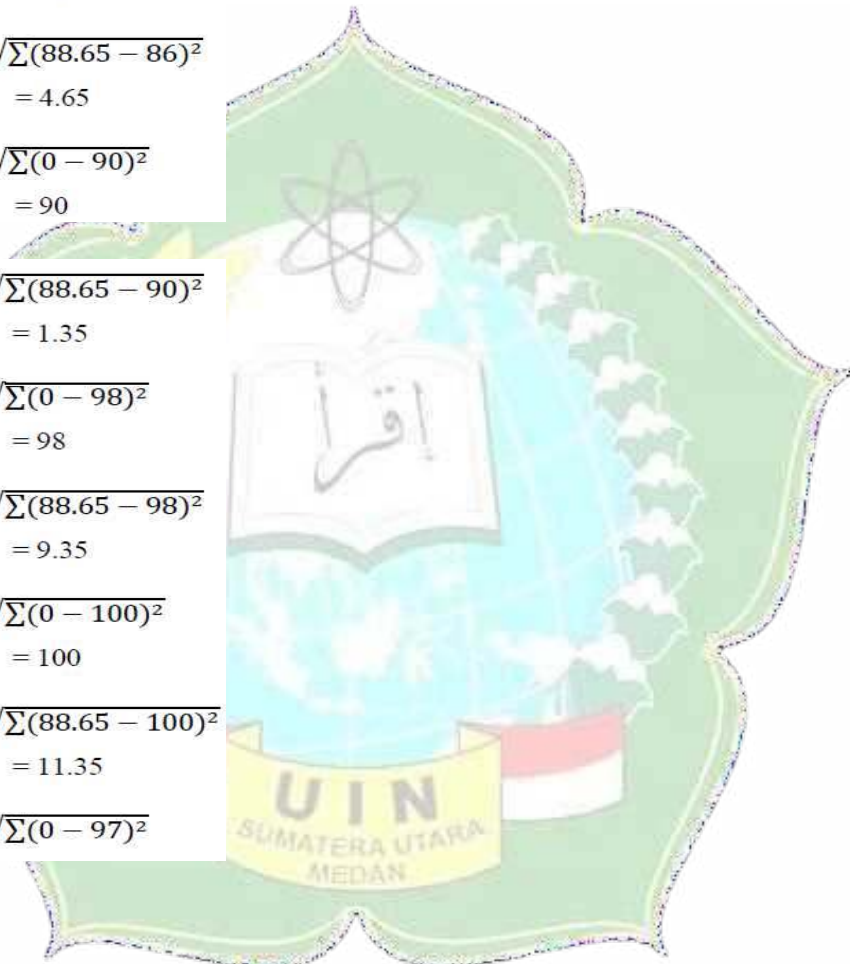 √∑(88.65 − 86)²
= 4.65
√∑(0 − 90)²
= 90
√∑(88.65 − 90)²
= 1.35
√∑(0 − 98)²
= 98
√∑(88.65 − 98)²
= 9.35
√∑(0 − 100)²
= 100
√∑(88.65 − 100)²
= 11.35
√∑(0 − 97)²
اقرأ
UIN
SUMATERA UTARA
MEDAN